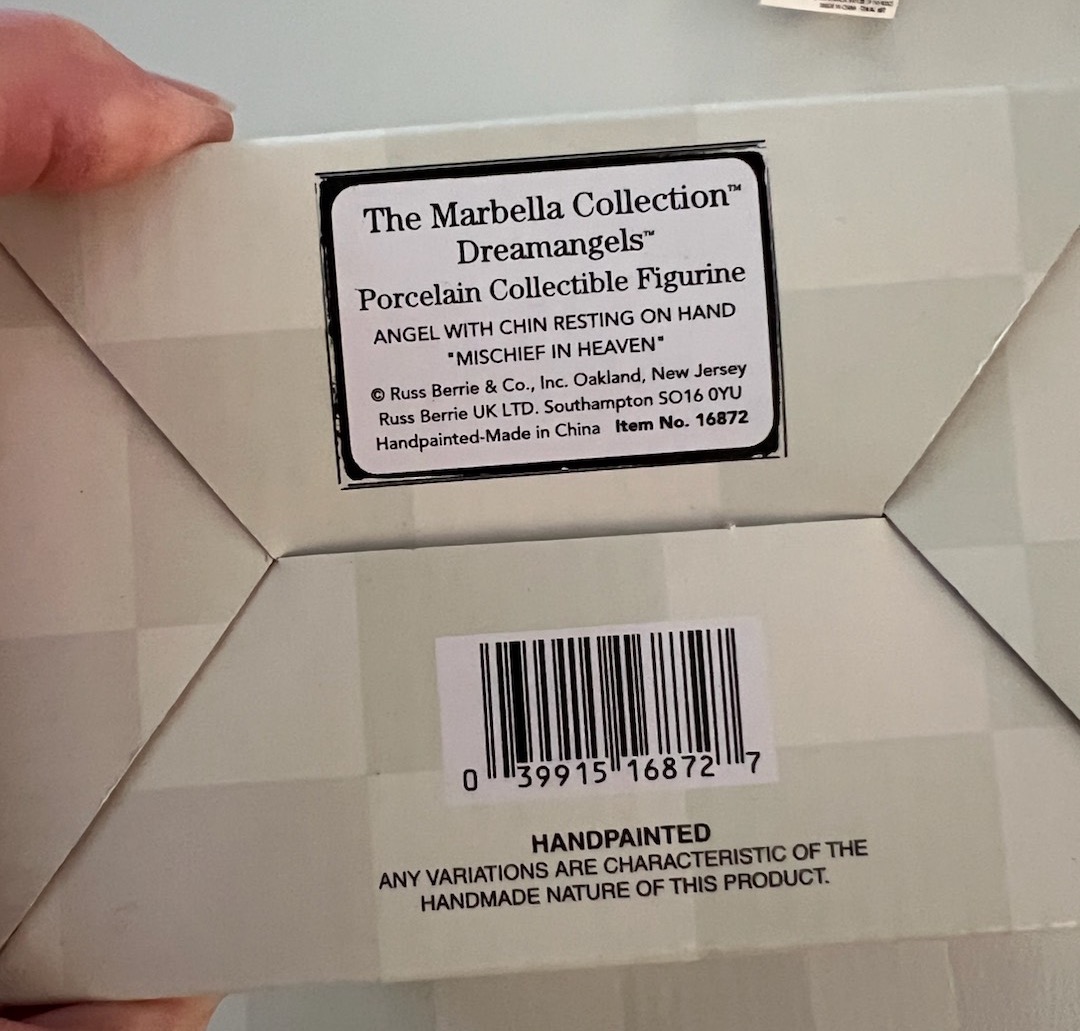 The Marbella Collection™
Dreamangels™
Porcelain Collectible Figurine
ANGEL WITH CHIN RESTING ON HAND
"MISCHIEF IN HEAVEN"
© Russ Berrie & Co., Inc. Oakland, New Jersey
Russ Berrie UK LTD. Southampton SO16 0YU
Handpainted-Made in China Item No. 16872
0 39915 16872 7
HANDPAINTED
ANY VARIATIONS ARE CHARACTERISTIC OF THE
HANDMADE NATURE OF THIS PRODUCT.